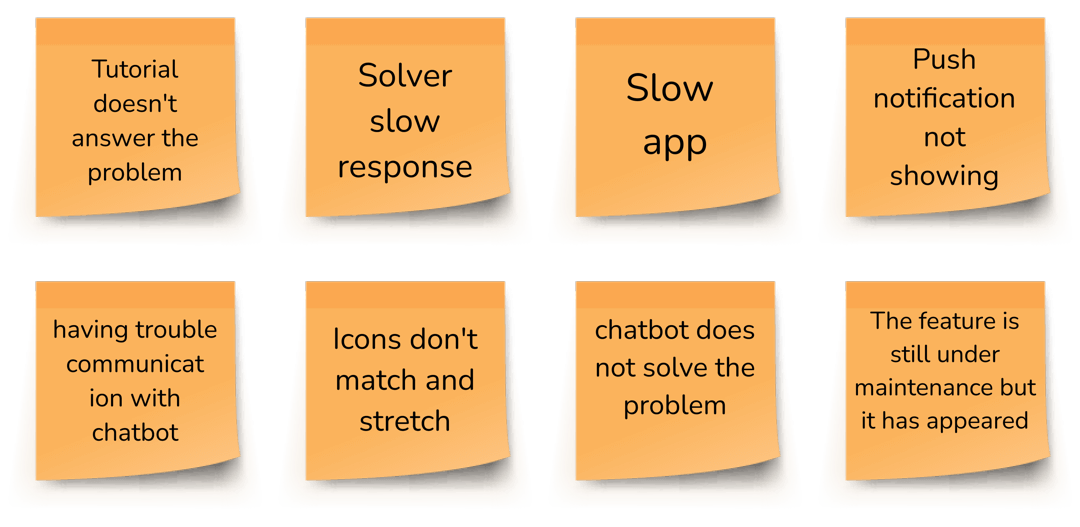 Tutorial
doesn't
answer the
problem
Solver
slow
response
Slow
app
Push
notification
not
showing
having trouble
communicat
ion with
chatbot
Icons don't
match and
stretch
chatbot does
not solve the
problem
The feature is
still under
maintenance but
it has appeared